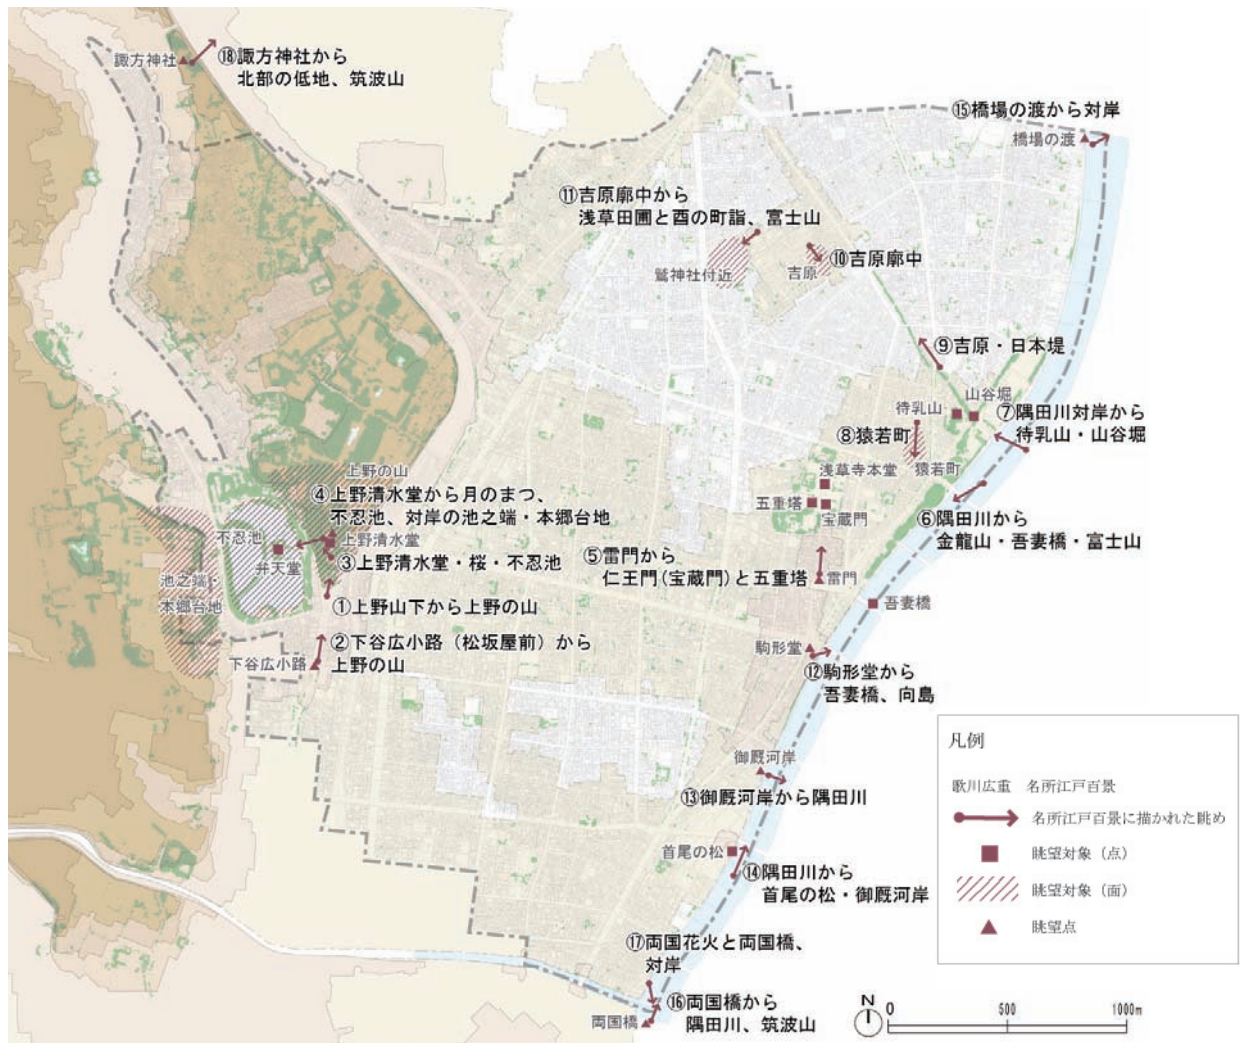 諏方神社
⑱諏方神社から
北部の低地、筑波山
⑮橋場の渡から対岸
橋場の渡
⑪吉原廓中から
浅草田圃と酉の町詣、富士山
鷲神社付近
吉原
⑩吉原廓中
⑨吉原・日本堤
山谷堀
待乳山
⑦隅田川対岸から
待乳山・山谷堀
⑧猿若町
猿若町
浅草寺本堂
五重塔
宝蔵門
⑥隅田川から
金龍山・吾妻橋・富士山
上野の山
④上野清水堂から月のまつ、
不忍池、対岸の池之端・本郷台地
不忍池
上野清水堂
弁天堂
③上野清水堂・桜・不忍池
池之端・
本郷台地
⑤雷門から
仁王門(宝蔵門)と五重塔
雷門
①上野山下から上野の山
吾妻橋
②下谷広小路（松坂屋前）から
上野の山
下谷広小路
駒形堂
⑫駒形堂から
吾妻橋、向島
御厩河岸
⑬御厩河岸から隅田川
首尾の松
⑭隅田川から
首尾の松・御厩河岸
⑰両国花火と両国橋、
対岸
⑯両国橋から
隅田川、筑波山
両国橋
凡例
歌川広重　名所江戸百景
名所江戸百景に描かれた眺め
眺望対象（点）
眺望対象（面）
眺望点
N
0 500 1000m